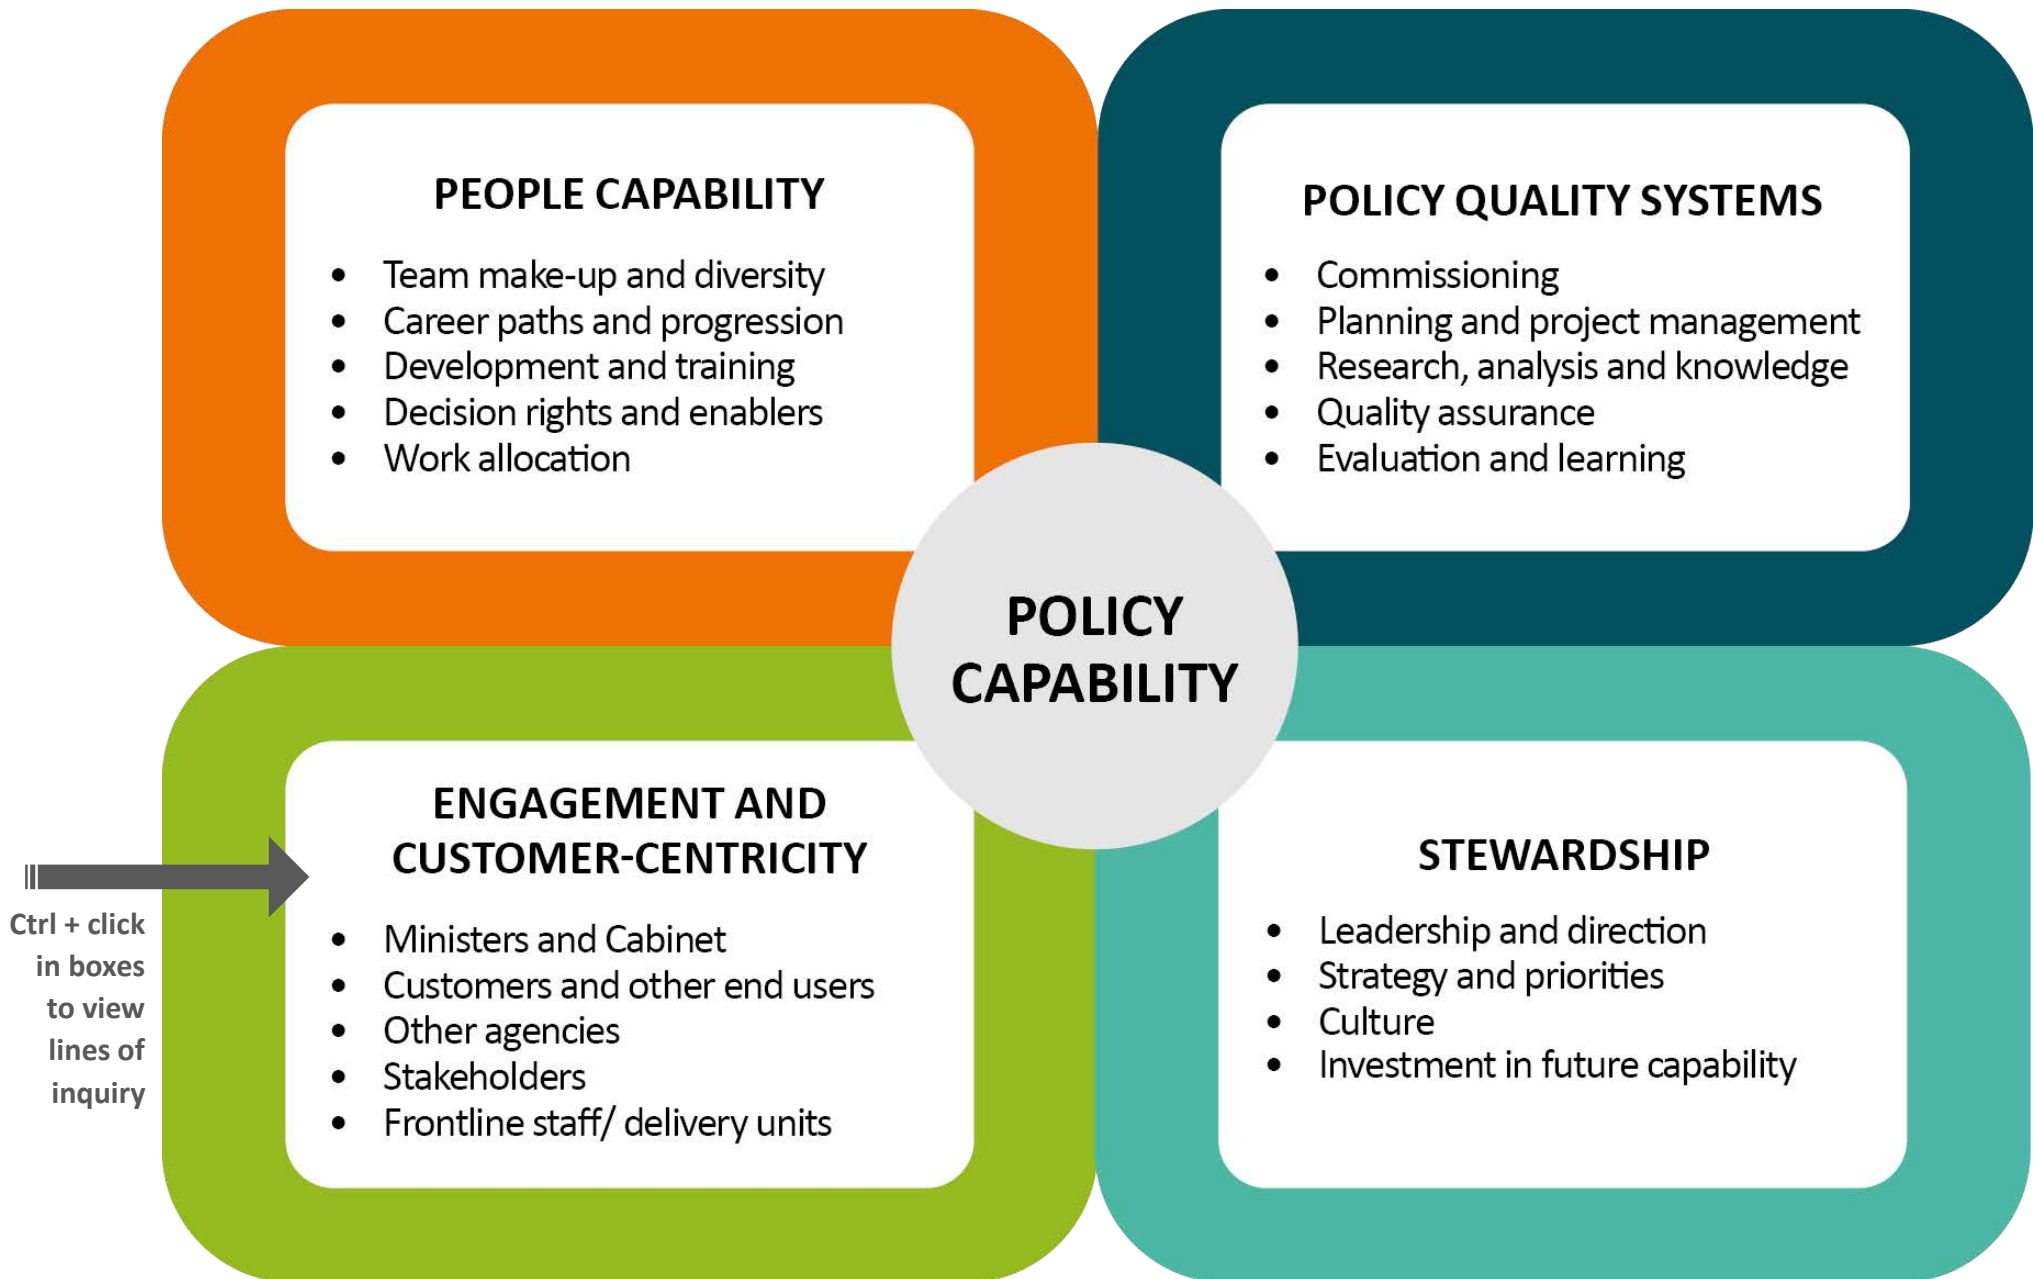 PEOPLE CAPABILITY
• Team make-up and diversity
• Career paths and progression
• Development and training
• Decision rights and enablers
• Work allocation
POLICY QUALITY SYSTEMS
• Commissioning
• Planning and project management
• Research, analysis and knowledge
• Quality assurance
• Evaluation and learning
POLICY
CAPABILITY
ENGAGEMENT AND
CUSTOMER-CENTRICITY
• Ministers and Cabinet
• Customers and other end users
• Other agencies
• Stakeholders
• Frontline staff/ delivery units
STEWARDSHIP
• Leadership and direction
• Strategy and priorities
• Culture
• Investment in future capability
Ctrl + click
in boxes
to view
lines of
inquiry